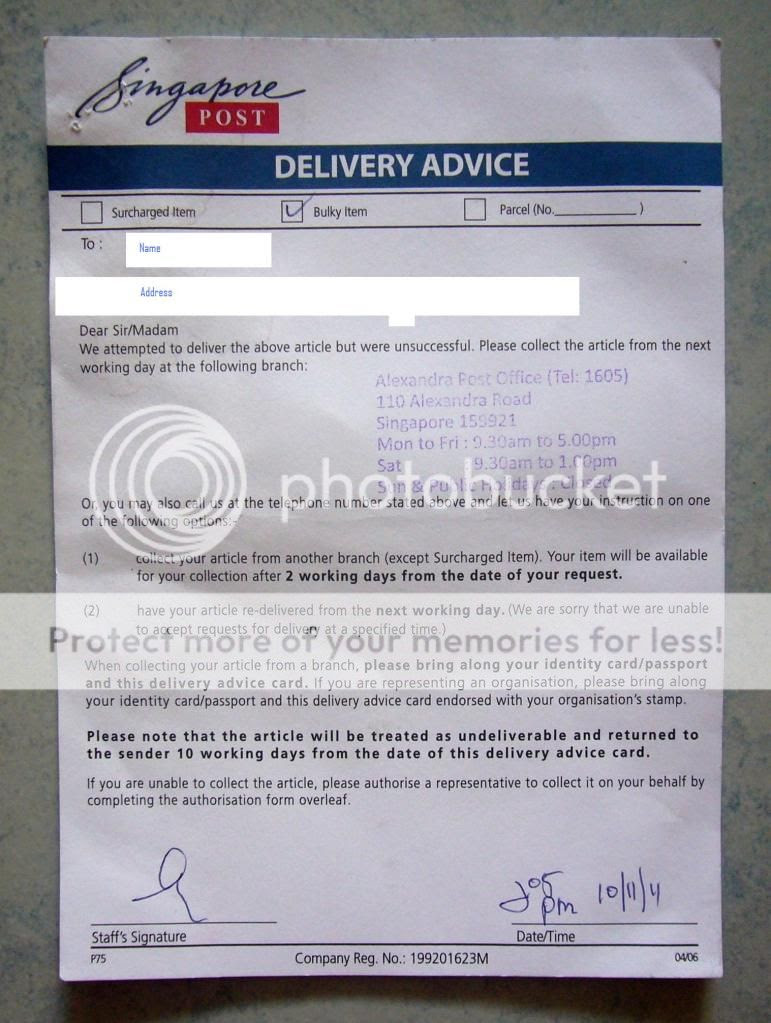 Singapore
POST
DELIVERY ADVICE
Surcharged Item Bulky Item Parcel (No.____________)
To : Name
Address
Dear Sir/Madam
We attempted to deliver the above article but were unsuccessful. Please collect the article from the next
working day at the following branch:
Alexandra Post Office (Tel: 1605)
110 Alexandra Road
Singapore 159921
Mon to Fri : 9.30am to 5.00pm
Sat : 9.30am to 1.00pm
Sun & Public Holidays : Closed
photobucket
Or, you may also call us at the telephone number stated above and let us have your instruction on one
of the following options:-
(1) collect your article from another branch (except Surcharged Item). Your item will be available
for your collection after 2 working days from the date of your request.
(2) have your article re-delivered from the next working day. (We are sorry that we are unable
to accept requests for delivery at a specified time.)
Protect more of your memories for less!
When collecting your article from a branch, please bring along your identity card/passport
and this delivery advice card. If you are representing an organisation, please bring along
your identity card/passport and this delivery advice card endorsed with your organisation's stamp.
Please note that the article will be treated as undeliverable and returned to
the sender 10 working days from the date of this delivery advice card.
If you are unable to collect the article, please authorise a representative to collect it on your behalf by
completing the authorisation form overleaf.
2.05 pm 10/11/11
Staff's Signature Date/Time
P75 Company Reg. No.: 199201623M 04/06